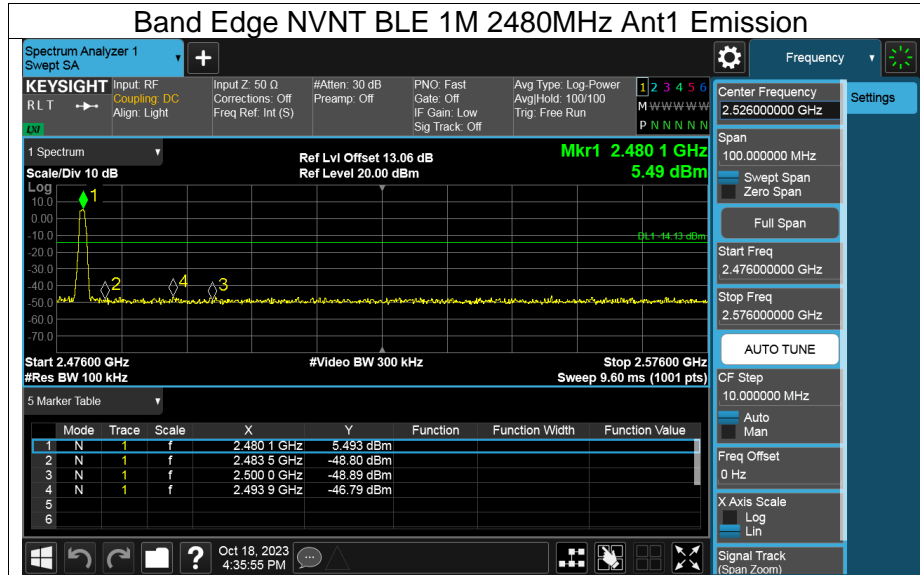 Band Edge NVNT BLE 1M 2480MHz Ant1 Emission
Spectrum Analyzer 1
Swept SA
+
Frequency
KEYSIGHT Input: RF Input Z: 50 Ω #Atten: 30 dB PNO: Fast Avg Type: Log-Power 1 2 3 4 5 6
R L T Coupling: DC Corrections: Off Preamp: Off Gate: Off Avg|Hold: 100/100 M W W W W W
Align: Light Freq Ref: Int (S) IF Gain: Low Trig: Free Run
LXI Sig Track: Off P N N N N N
1 Spectrum
Ref Lvl Offset 13.06 dB Mkr1 2.480 1 GHz
Scale/Div 10 dB Ref Level 20.00 dBm 5.49 dBm
Log
10.0
0.00
-10.0
-20.0
-30.0
-40.0
-50.0
-60.0
-70.0
1
2
4
3
DL1 -14.13 dBm
Start 2.47600 GHz #Video BW 300 kHz Stop 2.57600 GHz
#Res BW 100 kHz Sweep 9.60 ms (1001 pts)
5 Marker Table
Mode Trace Scale X Y Function Function Width Function Value
1 N 1 f 2.480 1 GHz 5.493 dBm
2 N 1 f 2.483 5 GHz -48.80 dBm
3 N 1 f 2.500 0 GHz -48.89 dBm
4 N 1 f 2.493 9 GHz -46.79 dBm
5
6
?
Oct 18, 2023
4:35:55 PM
Center Frequency
2.526000000 GHz
Settings
Span
100.000000 MHz
Swept Span
Zero Span
Full Span
Start Freq
2.476000000 GHz
Stop Freq
2.576000000 GHz
AUTO TUNE
CF Step
10.000000 MHz
Auto
Man
Freq Offset
0 Hz
X Axis Scale
Log
Lin
Signal Track
(Span Zoom)